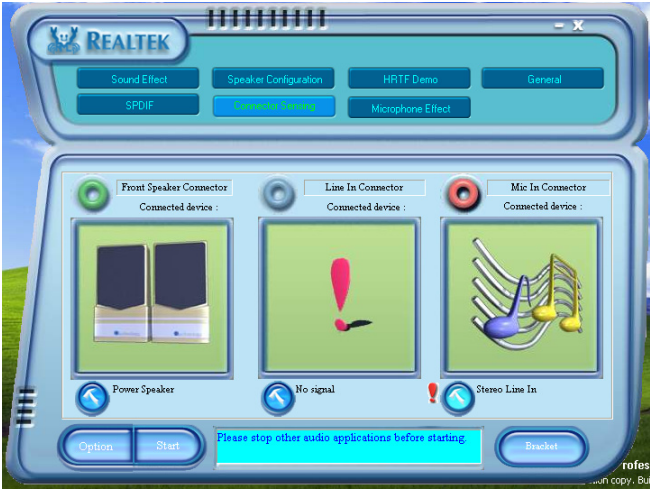 REALTEK
Sound Effect
Speaker Configuration
HRTF Demo
General
SPDIF
Connector Sensing
Microphone Effect
Front Speaker Connector
Line In Connector
Mic In Connector
Connected device :
Connected device :
Connected device :
Power Speaker
No signal
Stereo Line In
Option
Start
Please stop other audio applications before starting.
Bracket
rofes
copy. Bui